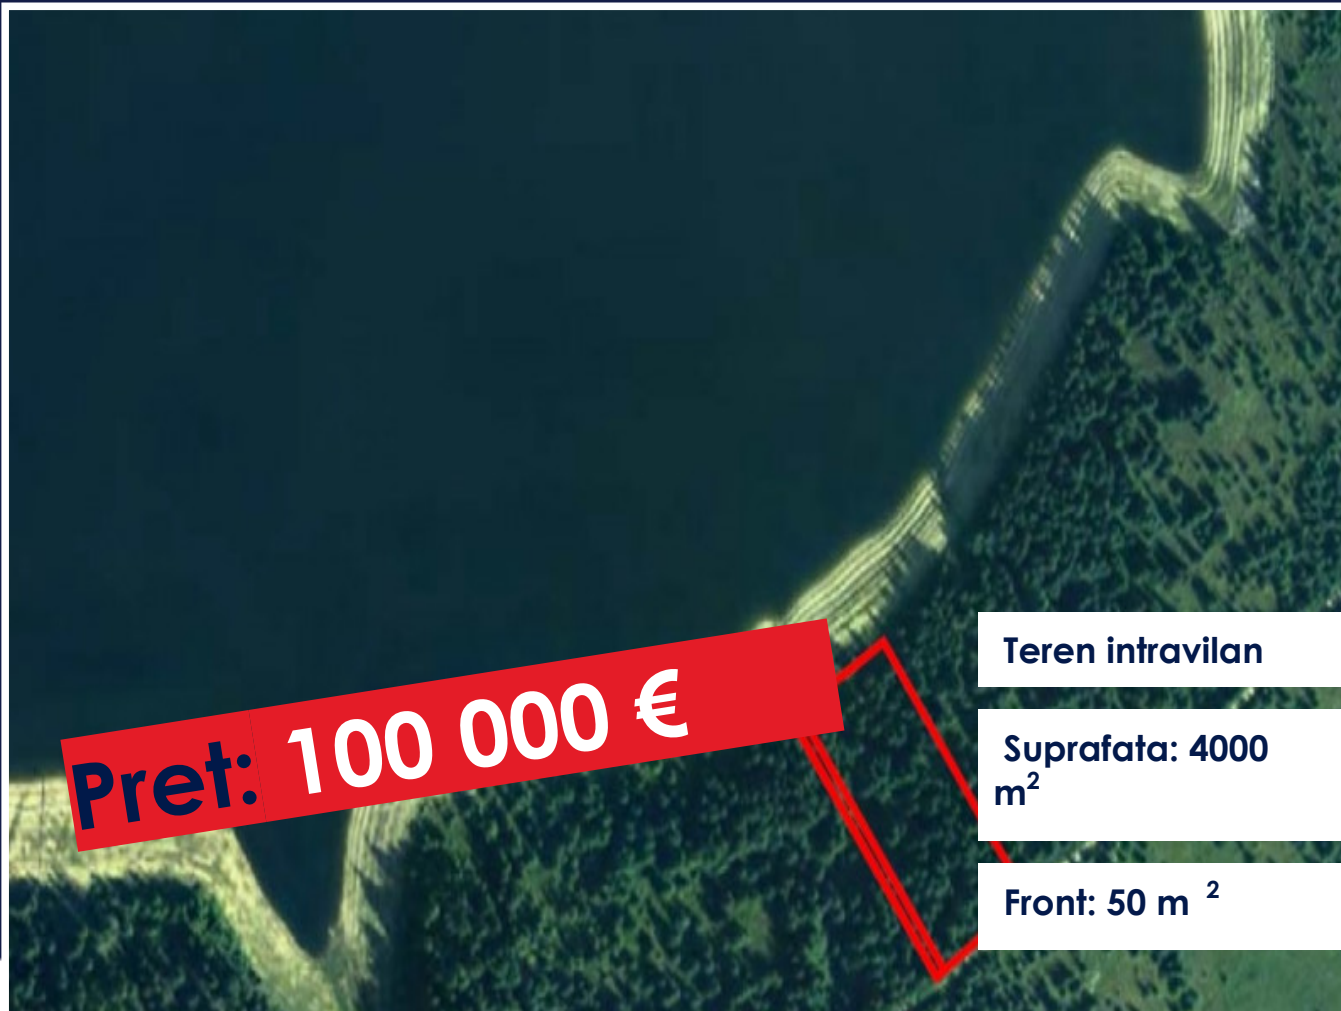 Pret: 100 000 €
Teren intravilan
Suprafata: 4000
m²
Front: 50 m ²